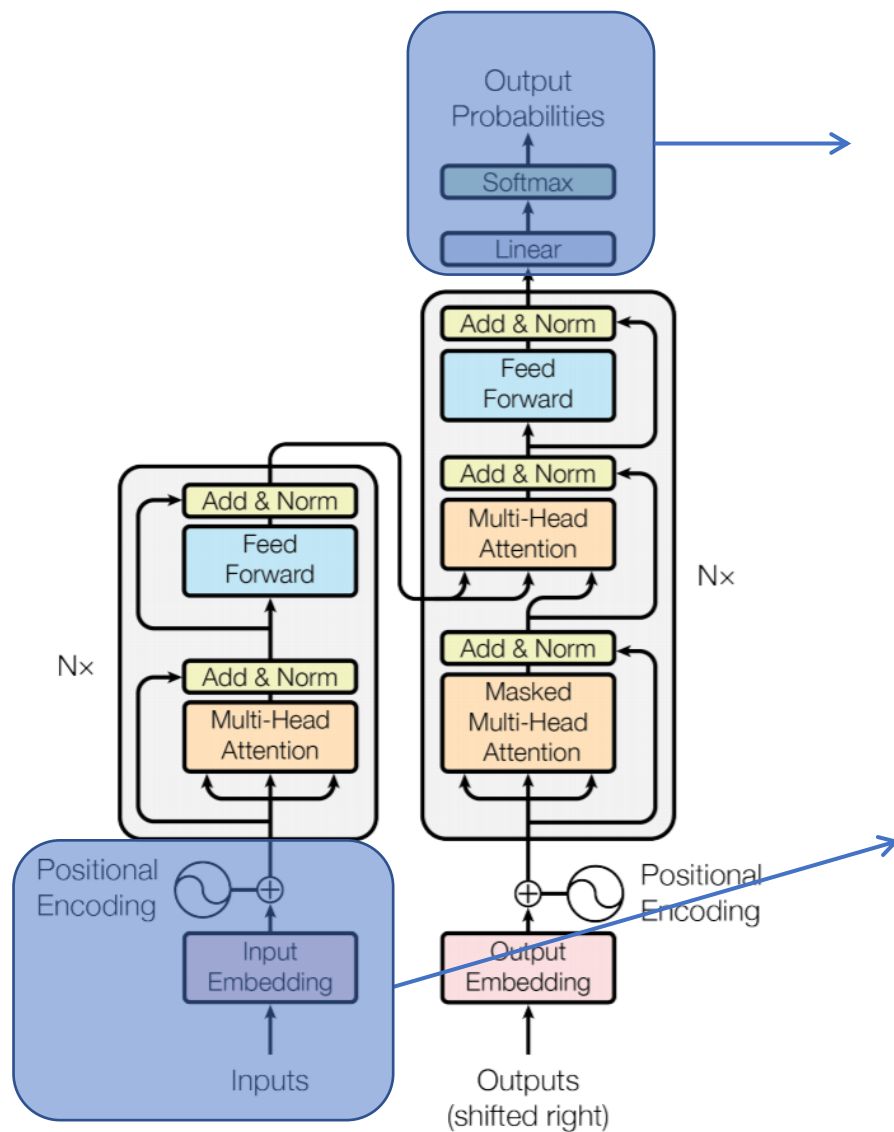 Output
Probabilities
Softmax
Linear
Add & Norm
Feed
Forward
Add & Norm
Multi-Head
Attention
Add & Norm
Masked
Multi-Head
Attention
N×
Add & Norm
Feed
Forward
Add & Norm
Multi-Head
Attention
N×
Positional
Encoding
Input
Embedding
Inputs
Positional
Encoding
Output
Embedding
Outputs
(shifted right)